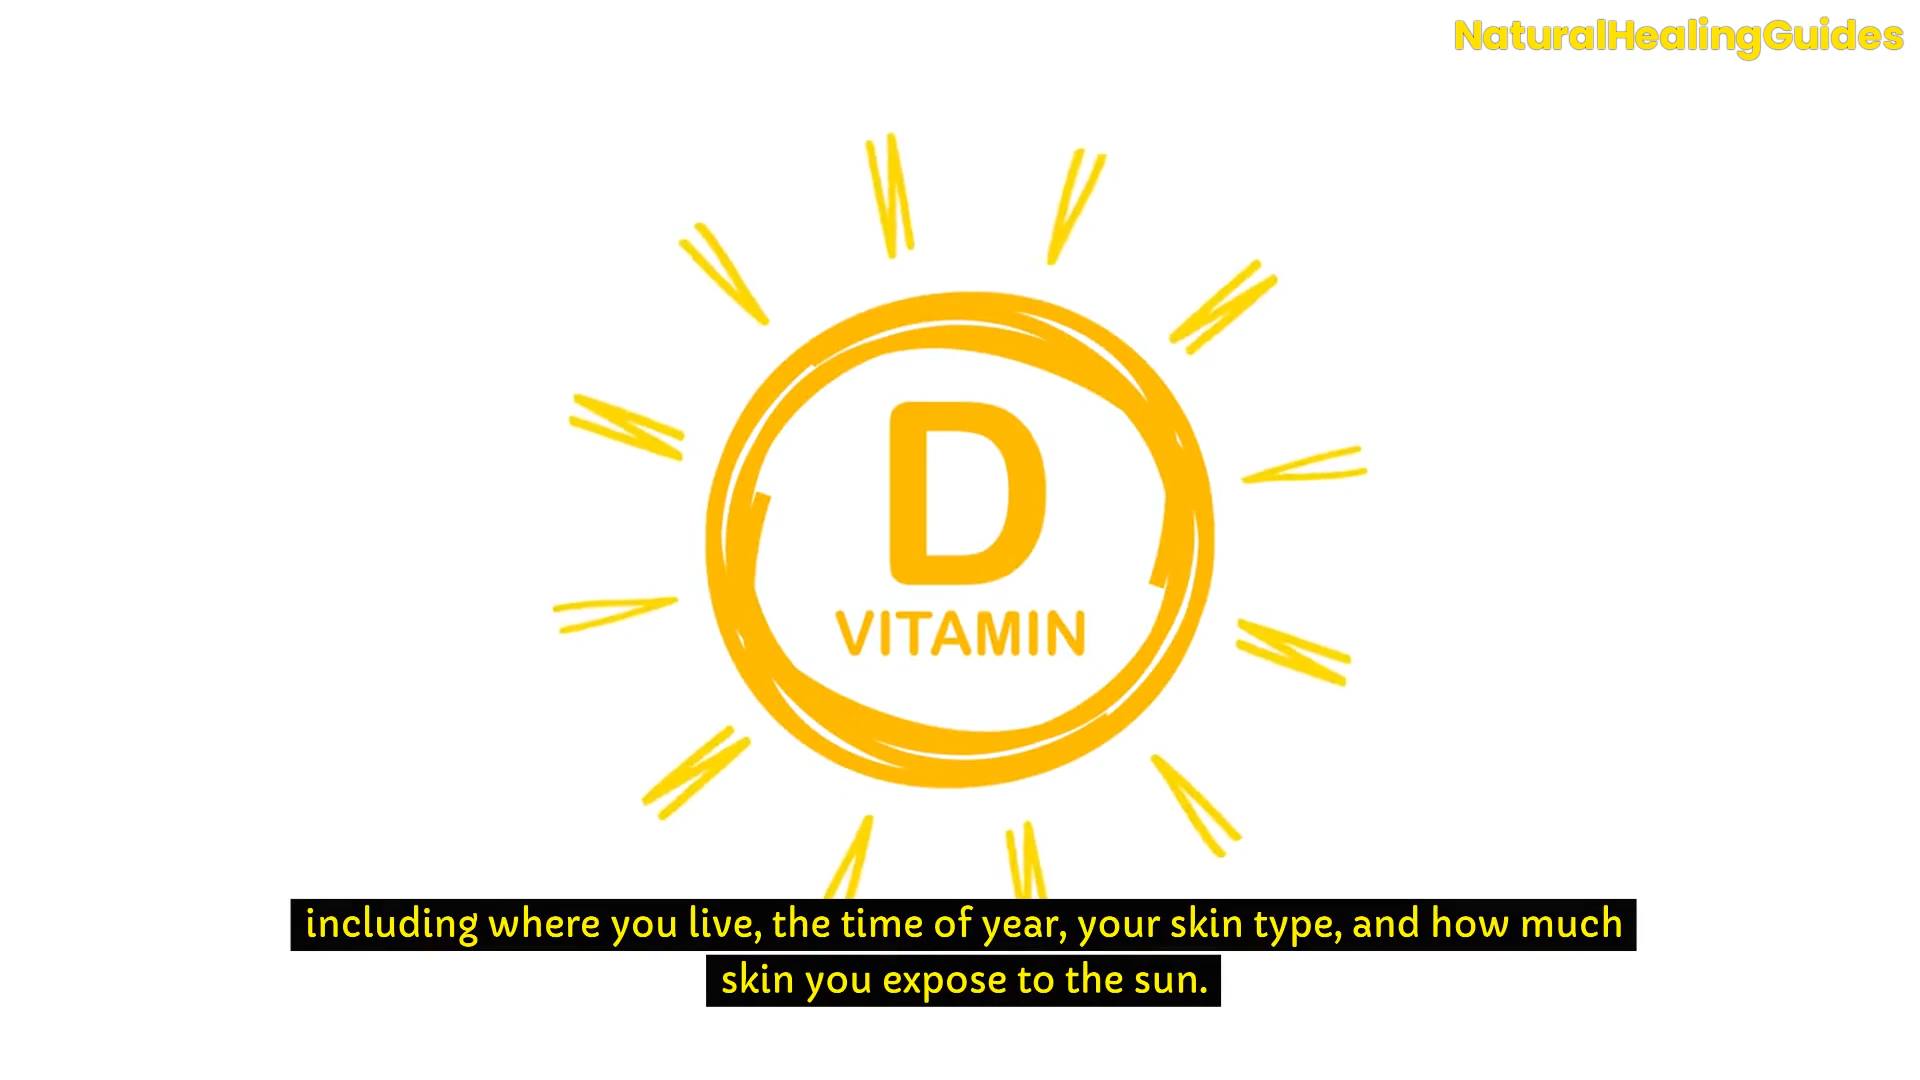 NaturalHealingGuides
D
VITAMIN
including where you live, the time of year, your skin type, and how much
skin you expose to the sun.